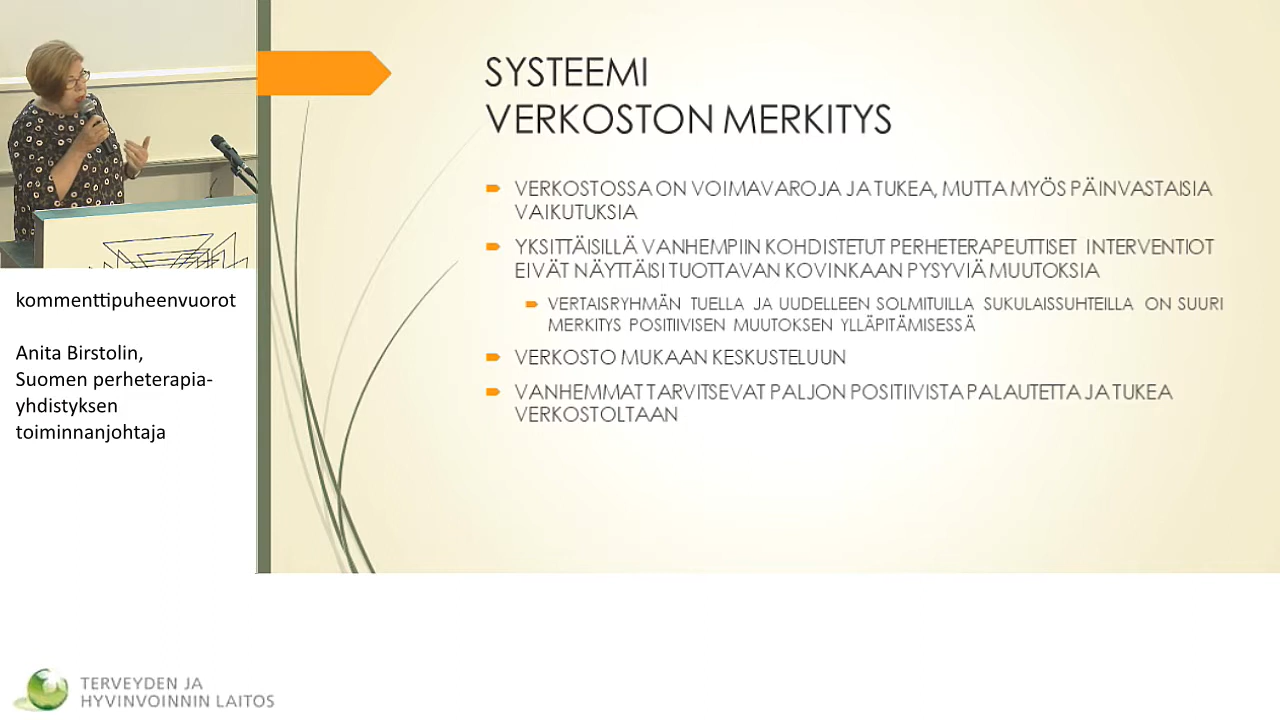 SYSTEEMI
VERKOSTON MERKITYS
VERKOSTOSSA ON VOIMAVAROJA JA TUKEA, MUTTA MYÖS PÄINVASTAISIA
VAIKUTUKSIA
YKSITTÄISILLÄ VANHEMPIIN KOHDISTETUT PERHETERAPEUTTISET INTERVENTIOT
EIVÄT NÄYTTÄISI TUOTTAVAN KOVINKAAN PYSYVIÄ MUUTOKSIA
VERTAISRYHMÄN TUELLA JA UUDELLEEN SOLMITUILLA SUKULAISSUHTEILLA ON SUURI
MERKITYS POSITIIVISEN MUUTOKSEN YLLÄPITÄMISESSÄ
VERKOSTO MUKAAN KESKUSTELUUN
VANHEMMAT TARVITSEVAT PALJON POSITIIVISTA PALAUTETTA JA TUKEA
VERKOSTOLTAAN
kommenttipuheenvuorot
Anita Birstolin,
Suomen perheterapia-
yhdistyksen
toiminnanjohtaja
TERVEYDEN JA
HYVINVOINNIN LAITOS